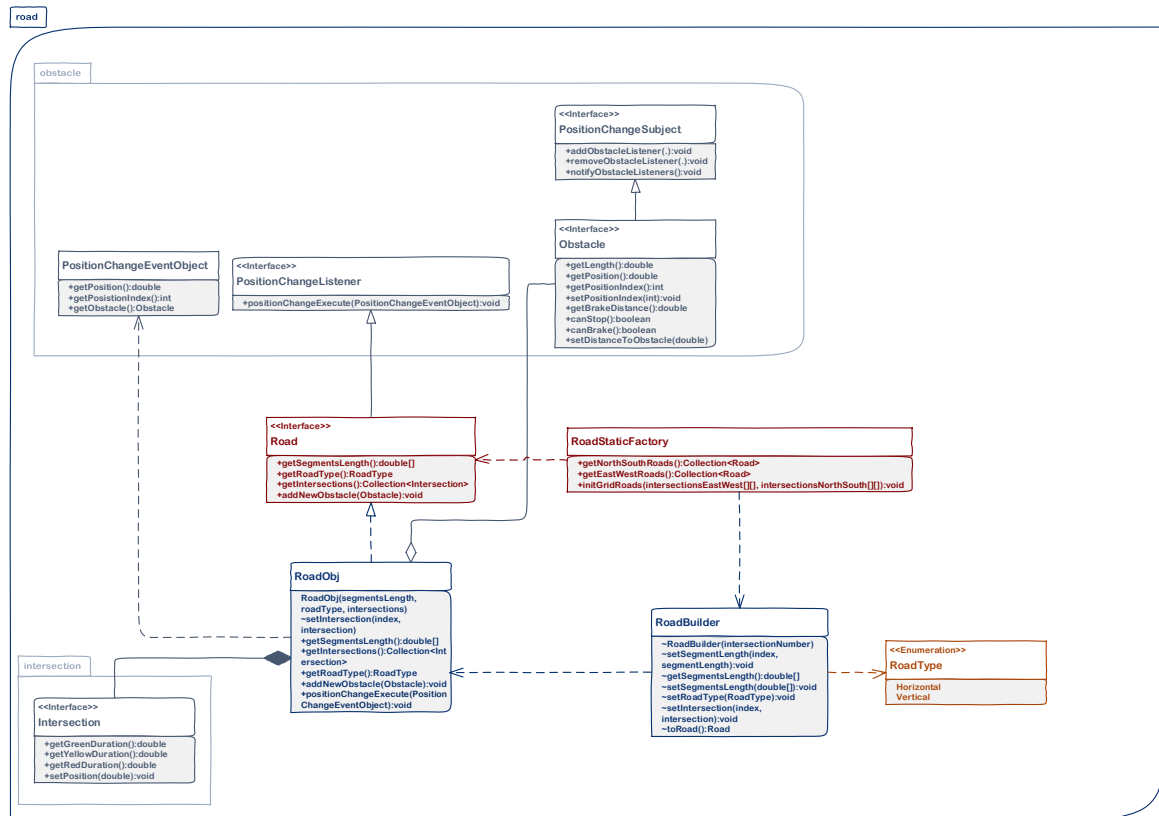 road
obstacle
<<Interface>>
PositionChangeSubject
+addObstacleListener(.):void
+removeObstacleListener(.):void
+notifyObstacleListeners():void
<<Interface>>
Obstacle
+getLength():double
+getPosition():double
+getPositionIndex():int
+setPositionIndex(int):void
+getBrakeDistance():double
+canStop():boolean
+canBrake():boolean
+setDistanceToObstacle(double)
PositionChangeEventObject
+getPosition():double
+getPosistionIndex():int
+getObstacle():Obstacle
<<Interface>>
PositionChangeListener
+positionChangeExecute(PositionChangeEventObject):void
<<Interface>>
Road
+getSegmentsLength():double[]
+getRoadType():RoadType
+getIntersections():Collection<Intersection>
+addNewObstacle(Obstacle):void
RoadStaticFactory
+getNorthSouthRoads():Collection<Road>
+getEastWestRoads():Collection<Road>
+initGridRoads(intersectionsEastWest[][], intersectionsNorthSouth[][]):void
RoadObj
RoadObj(segmentsLength,
roadType, intersections)
~setIntersection(index,
intersection)
+getSegmentsLength():double[]
+getIntersections():Collection<Int
ersection>
+getRoadType():RoadType
+addNewObstacle(Obstacle):void
+positionChangeExecute(Position
ChangeEventObject):void
RoadBuilder
~RoadBuilder(intersectionNumber)
~setSegmentLength(index,
segmentLength):void
~getSegmentsLength():double[]
~setSegmentsLength(double[]):void
~setRoadType(RoadType):void
~setIntersection(index,
intersection):void
~toRoad():Road
<<Enumeration>>
RoadType
Horizontal
Vertical
intersection
<<Interface>>
Intersection
+getGreenDuration():double
+getYellowDuration():double
+getRedDuration():double
+setPosition(double):void